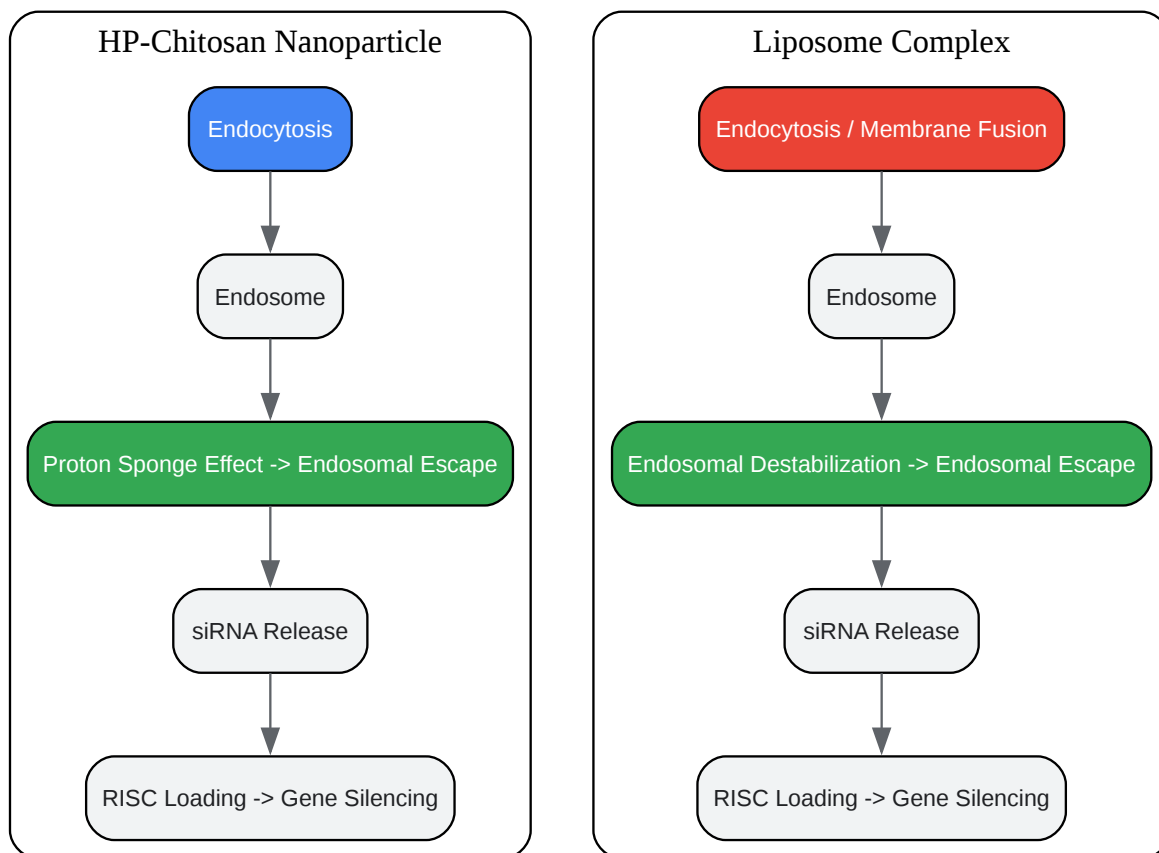 HP-Chitosan Nanoparticle
Endocytosis
Endosome
Proton Sponge Effect -> Endosomal Escape
siRNA Release
RISC Loading -> Gene Silencing
Liposome Complex
Endocytosis / Membrane Fusion
Endosome
Endosomal Destabilization -> Endosomal Escape
siRNA Release
RISC Loading -> Gene Silencing